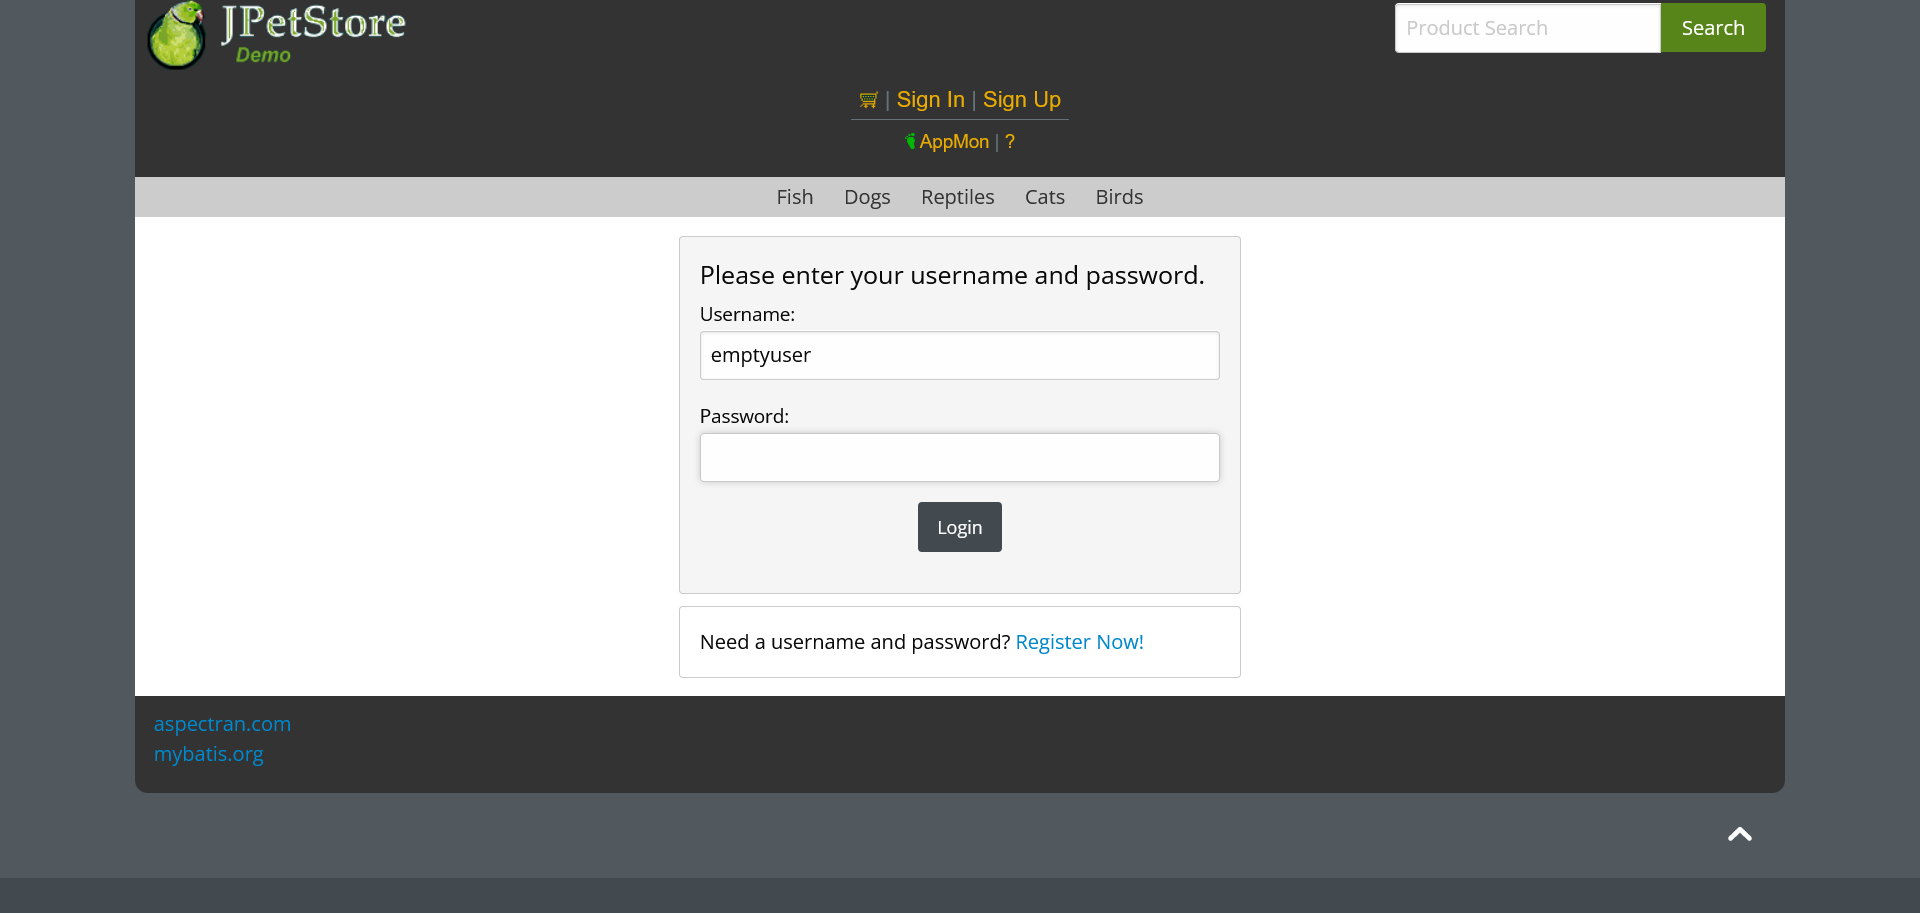 JPetStore
Demo
Product Search
Search
| Sign In | Sign Up
AppMon | ?
Fish Dogs Reptiles Cats Birds
Please enter your username and password.
Username:
emptyuser
Password:
Login
Need a username and password? Register Now!
aspectran.com
mybatis.org